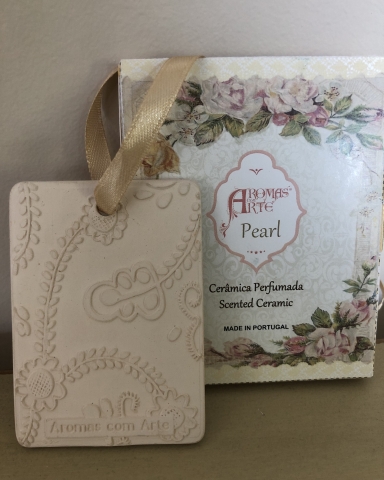 AROMAS
ARTE
Pearl
Cerâmica Perfumada
Scented Ceramic
MADE IN PORTUGAL
Aromas com Arte